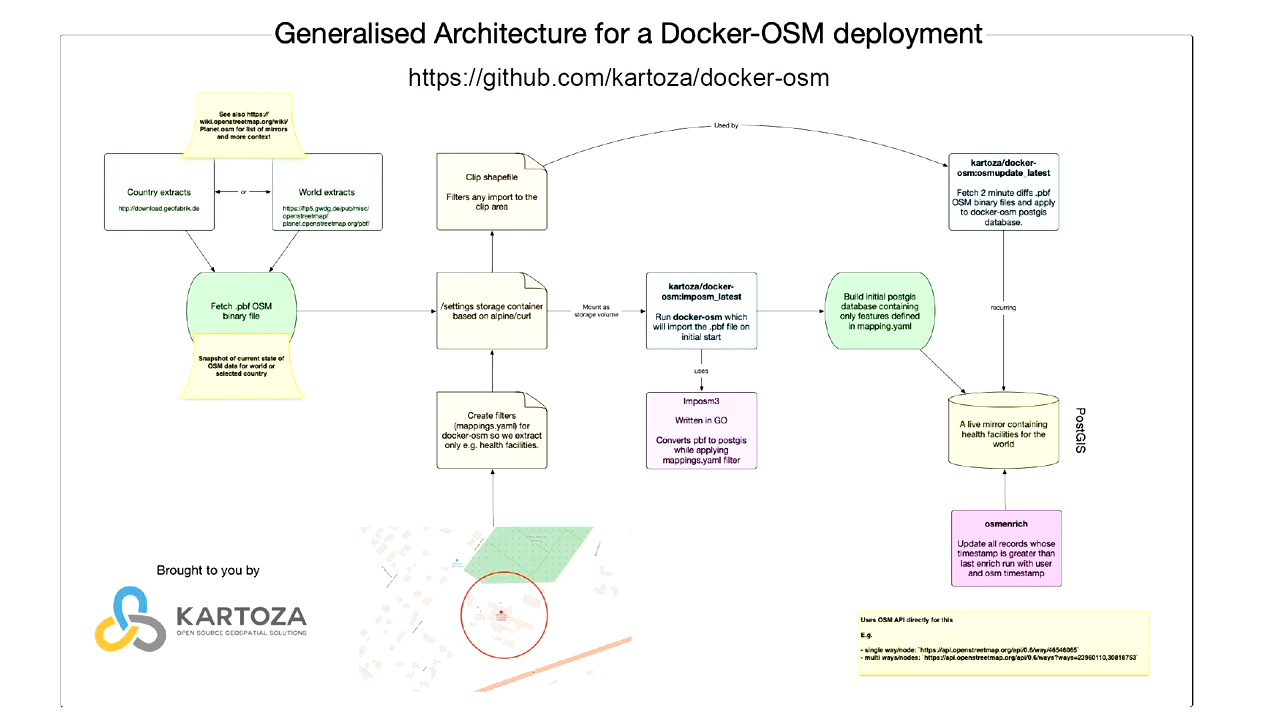 Generalised Architecture for a Docker-OSM deployment
https://github.com/kartoza/docker-osm
See also https://
wiki.openstreetmap.org/wiki/
Planet.osm for list of mirrors
and more context
Country extracts
http://download.geofabrik.de
or
World extracts
https://ftp5.gwdg.de/pub/misc/
openstreetmap/
planet.openstreetmap.org/pbf/
Clip shapefile
Filters any import to the
clip area
Used by
kartoza/docker-
osm:osmupdate_latest
Fetch 2 minute diffs .pbf
OSM binary files and apply
to docker-osm postgis
database.
Fetch .pbf OSM
binary file
Snapshot of current state of
OSM data for world or
selected country
/settings storage container
based on alpine/curl
Mount as
storage volume
kartoza/docker-
osm:imposm_latest
Run docker-osm which
will import the .pbf file on
initial start
Build initial postgis
database containing
only features defined
in mapping.yaml
recurring
uses
Create filters
(mappings.yaml) for
docker-osm so we extract
only e.g. health facilities.
Imposm3
Written in GO
Converts pbf to postgis
while applying
mappings.yaml filter
A live mirror containing
health facilities for the
world
PostGIS
osmenrich
Update all records whose
timestamp is greater than
last enrich run with user
and osm timestamp
Brought to you by
KARTOZA
OPEN SOURCE GEOSPATIAL SOLUTIONS
Uses OSM API directly for this
E.g.
- single way/node: `https://api.openstreetmap.org/api/0.6/way/46546065`
- multi ways/nodes: `https://api.openstreetmap.org/api/0.6/ways?ways=23960110,30818753`